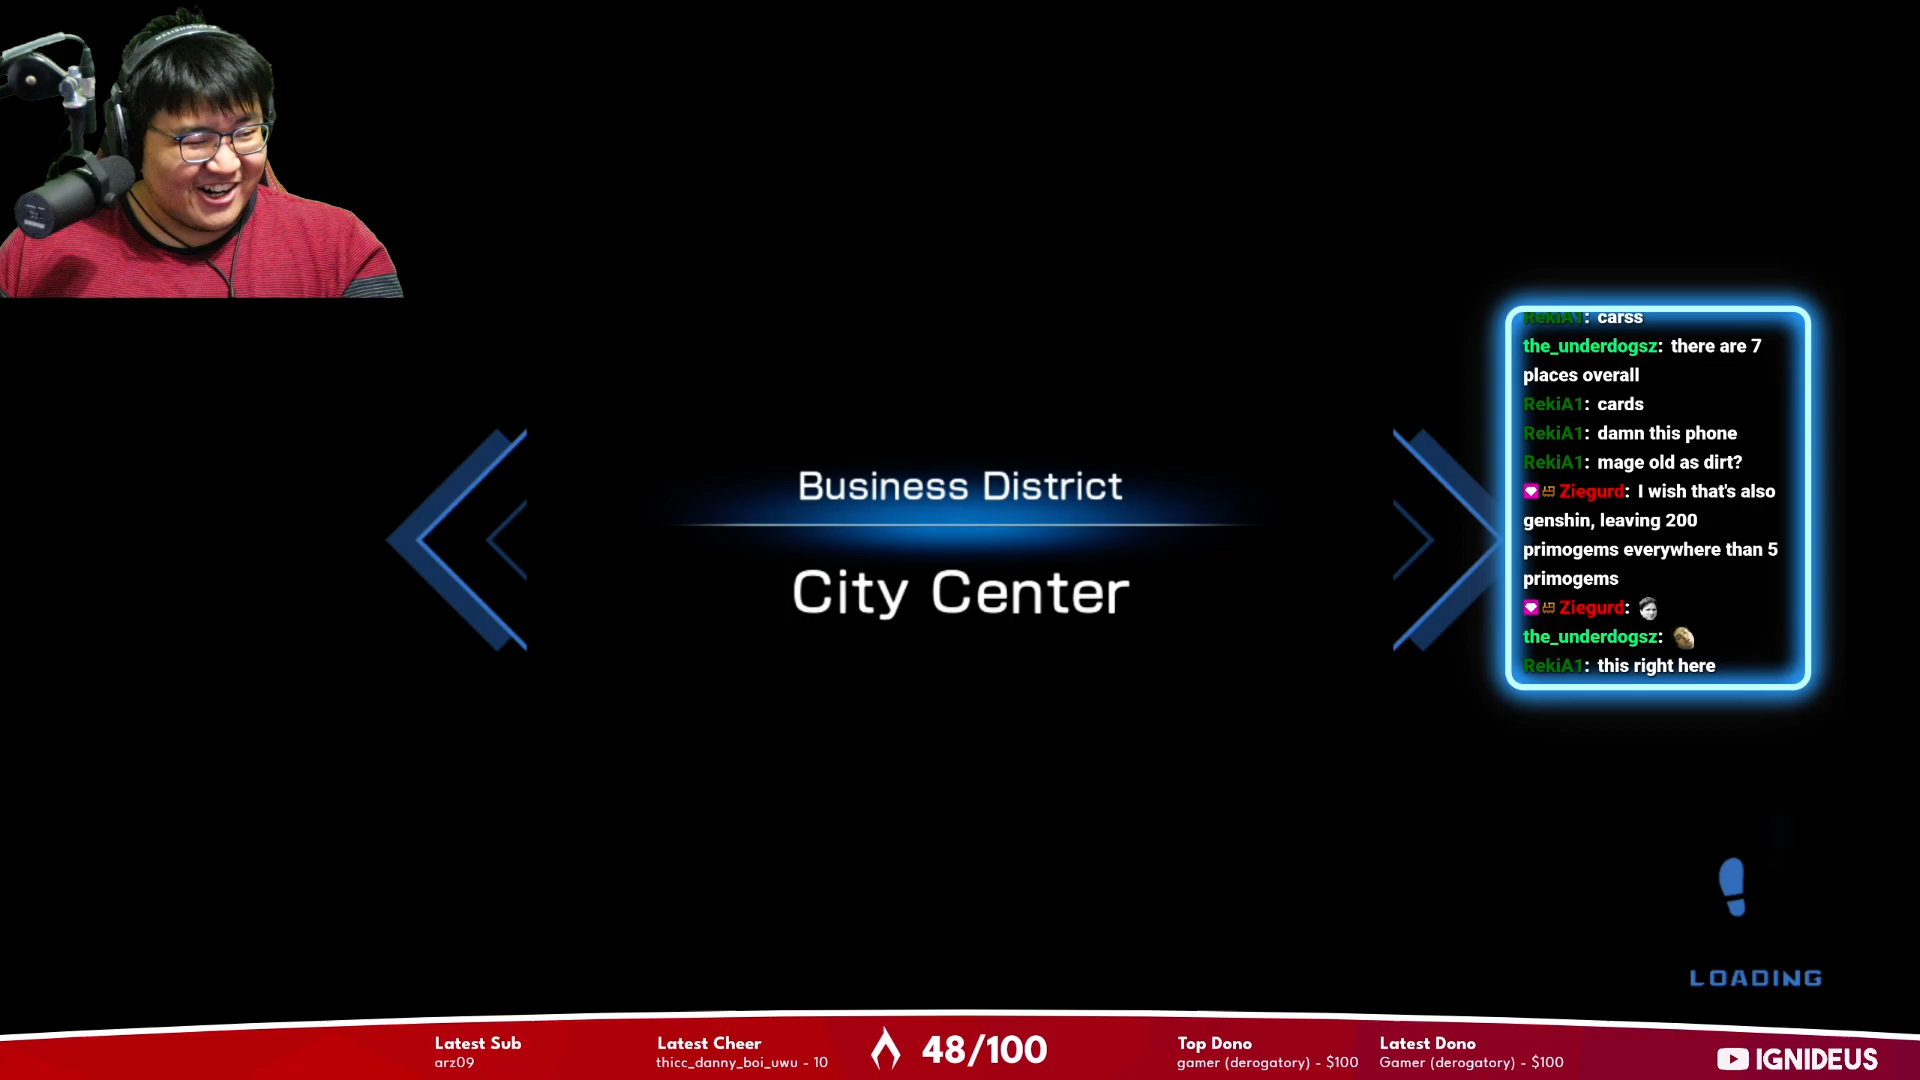 Business District
City Center
RekiA1: carss
the_underdogsz: there are 7
places overall
RekiA1: cards
RekiA1: damn this phone
RekiA1: mage old as dirt?
Ziegurd: I wish that's also
genshin, leaving 200
primogems everywhere than 5
primogems
Ziegurd:
the_underdogsz:
RekiA1: this right here
LOADING
Latest Sub
arz09
Latest Cheer
thicc_danny_boi_uwu - 10
48/100
Top Dono
gamer (derogatory) - $100
Latest Dono
Gamer (derogatory) - $100
IGNIDEUS